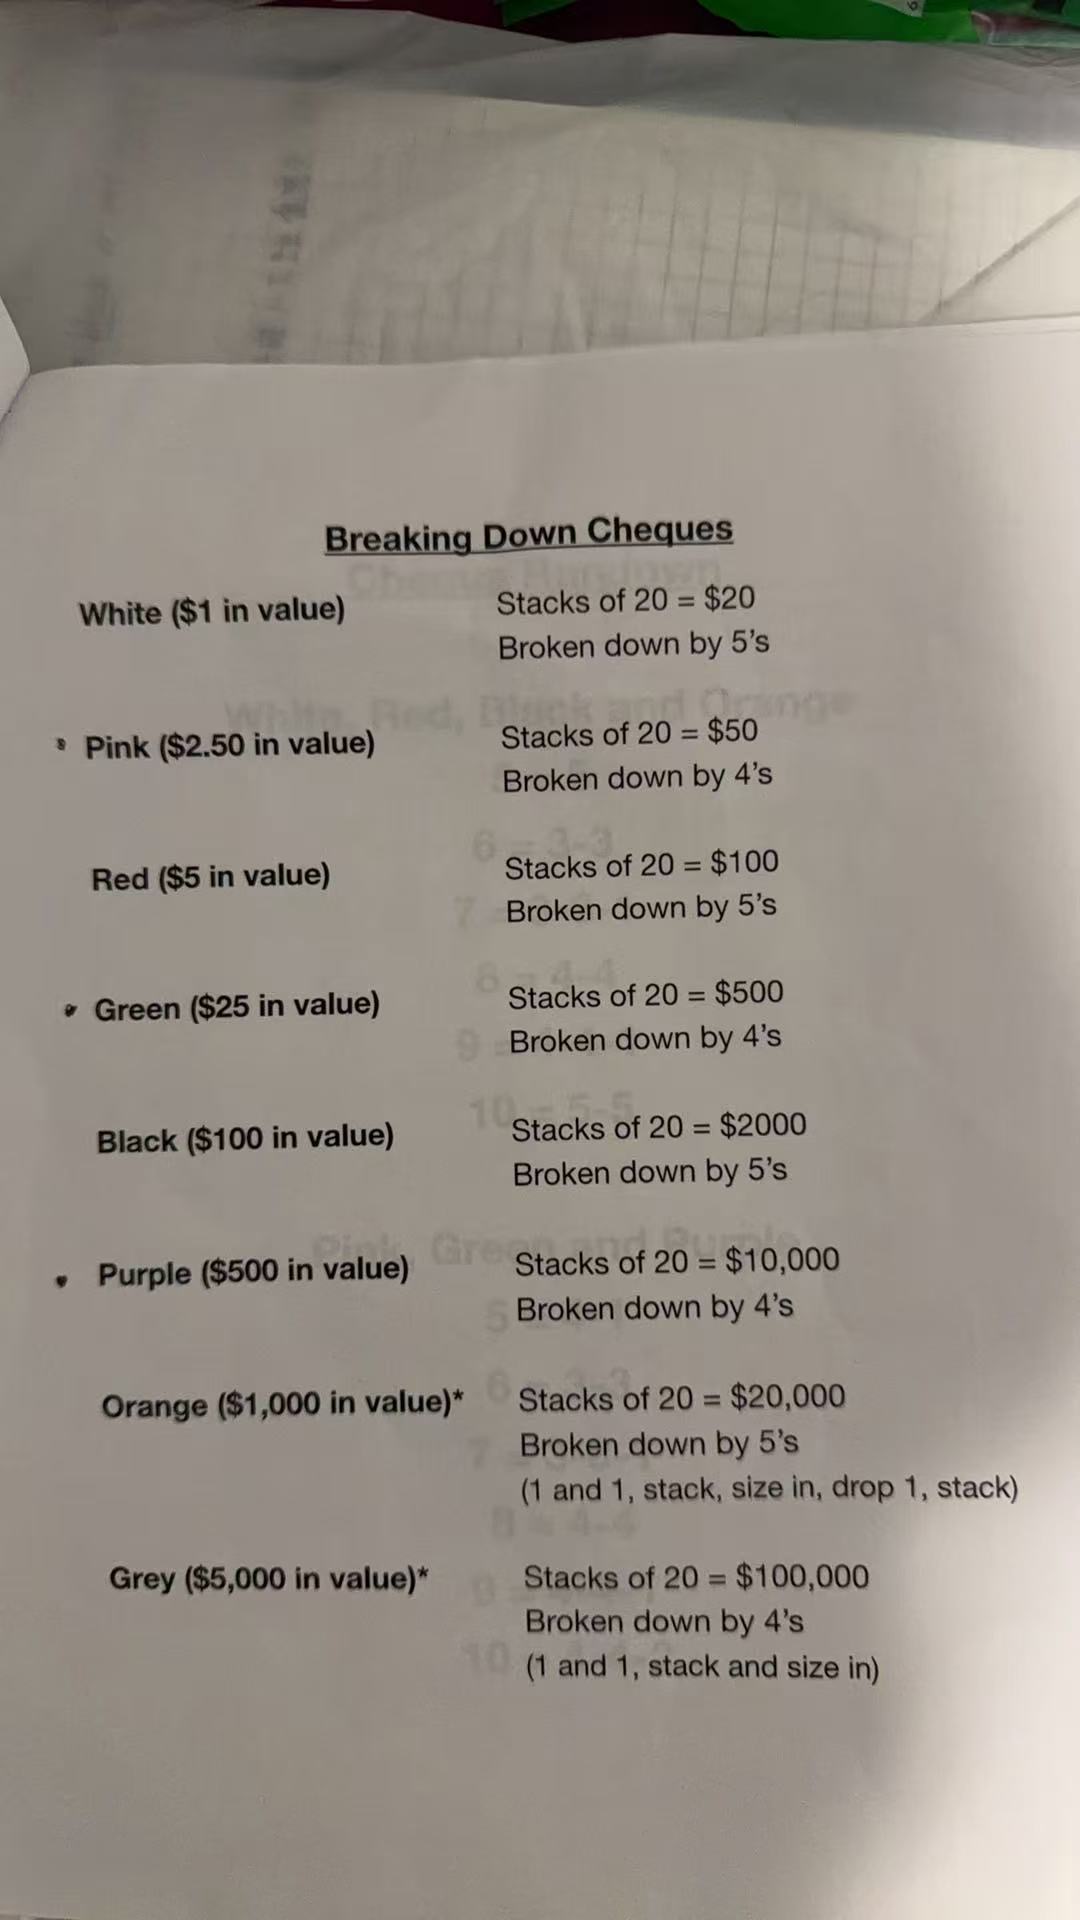 Breaking Down Cheques
White ($1 in value)
Stacks of 20 = $20
Broken down by 5's
Pink ($2.50 in value)
Stacks of 20 = $50
Broken down by 4's
Red ($5 in value)
Stacks of 20 = $100
Broken down by 5's
Green ($25 in value)
Stacks of 20 = $500
Broken down by 4's
Black ($100 in value)
Stacks of 20 = $2000
Broken down by 5's
Purple ($500 in value)
Stacks of 20 = $10,000
Broken down by 4's
Orange ($1,000 in value)*
Stacks of 20 = $20,000
Broken down by 5's
(1 and 1, stack, size in, drop 1, stack)
Grey ($5,000 in value)*
Stacks of 20 = $100,000
Broken down by 4's
(1 and 1, stack and size in)